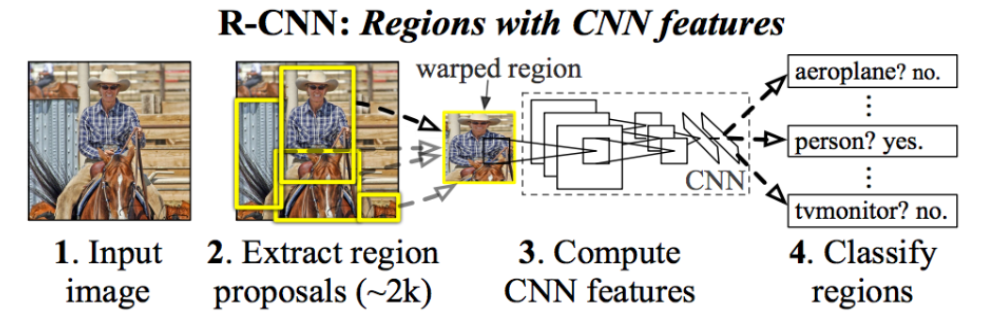 R-CNN: Regions with CNN features
warped region
aeroplane? no.
⋮
person? yes.
⋮
tvmonitor? no.
CNN
1. Input
image
2. Extract region
proposals (~2k)
3. Compute
CNN features
4. Classify
regions